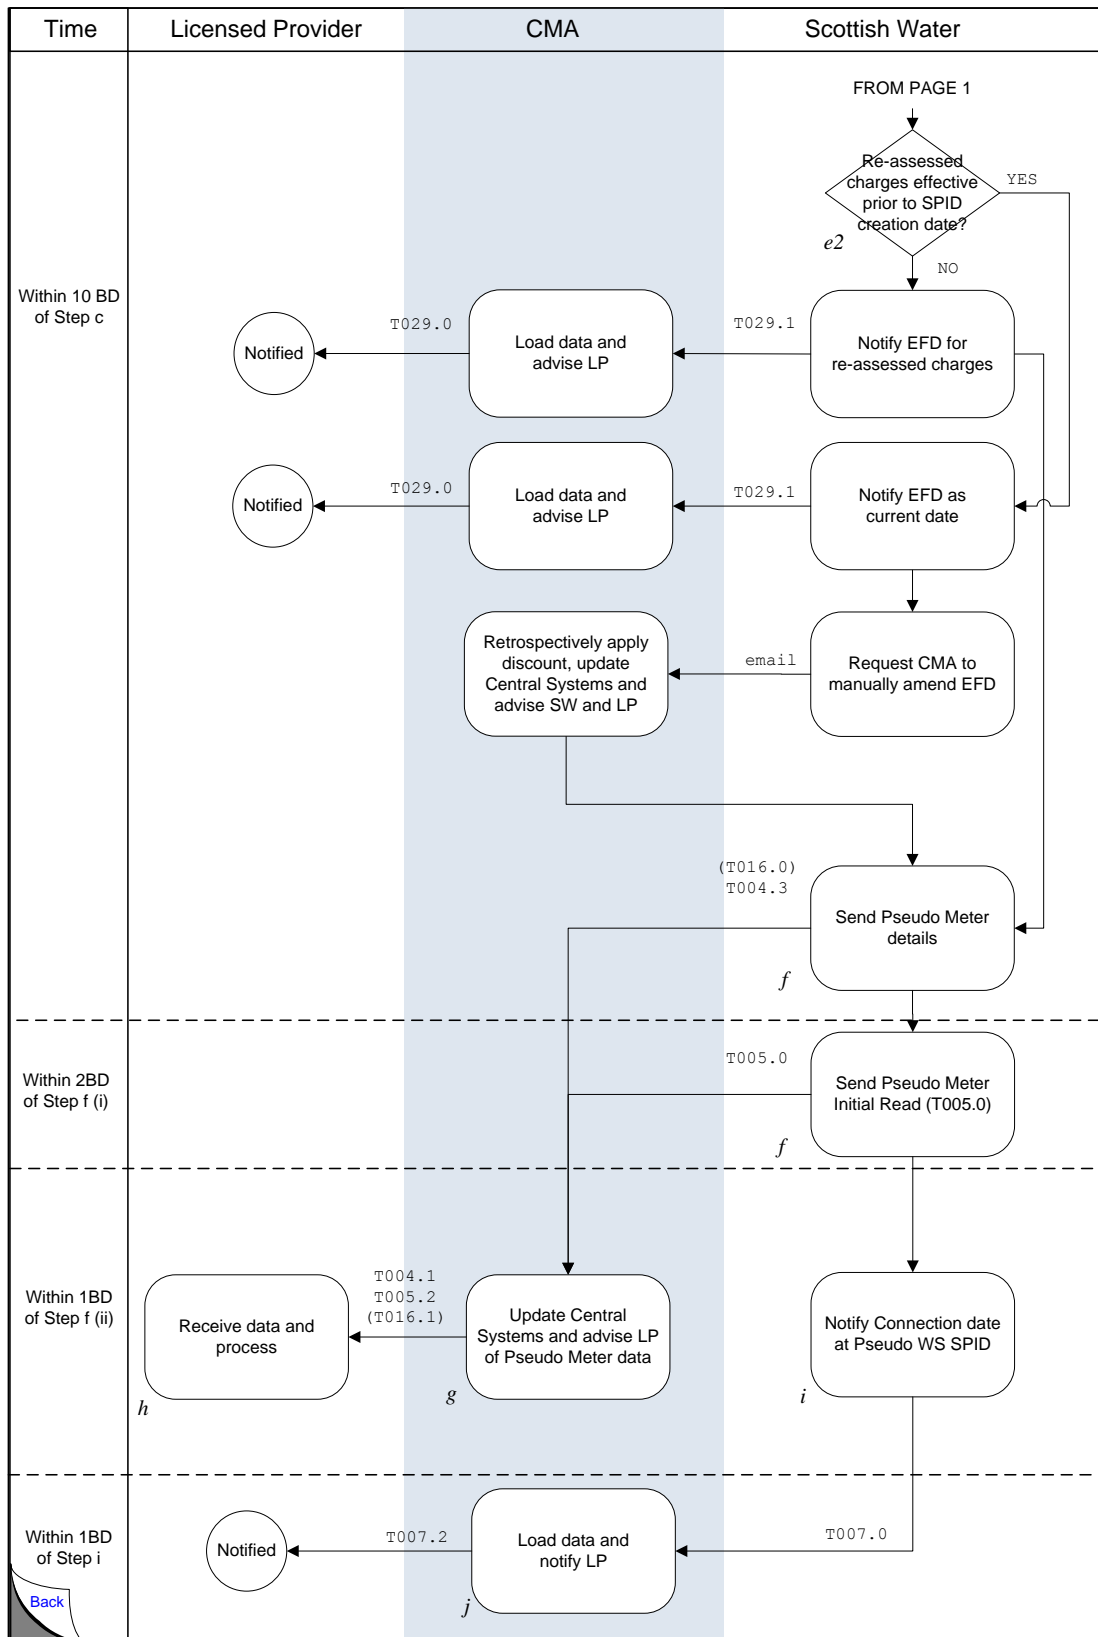 Time
Licensed Provider
CMA
Scottish Water
FROM PAGE 1
Re-assessed
charges effective
prior to SPID
creation date?
YES
e2
NO
Within 10 BD
of Step c
Notified
T029.0
Load data and
advise LP
T029.1
Notify EFD for
re-assessed charges
Notified
T029.0
Load data and
advise LP
T029.1
Notify EFD as
current date
Retrospectively apply
discount, update
Central Systems and
advise SW and LP
email
Request CMA to
manually amend EFD
(T016.0)
T004.3
Send Pseudo Meter
details
f
Within 2BD
of Step f (i)
T005.0
Send Pseudo Meter
Initial Read (T005.0)
f
Within 1BD
of Step f (ii)
Receive data and
process
h
T004.1
T005.2
(T016.1)
Update Central
Systems and advise LP
of Pseudo Meter data
g
Notify Connection date
at Pseudo WS SPID
i
Within 1BD
of Step i
Notified
T007.2
Load data and
notify LP
j
T007.0
Back